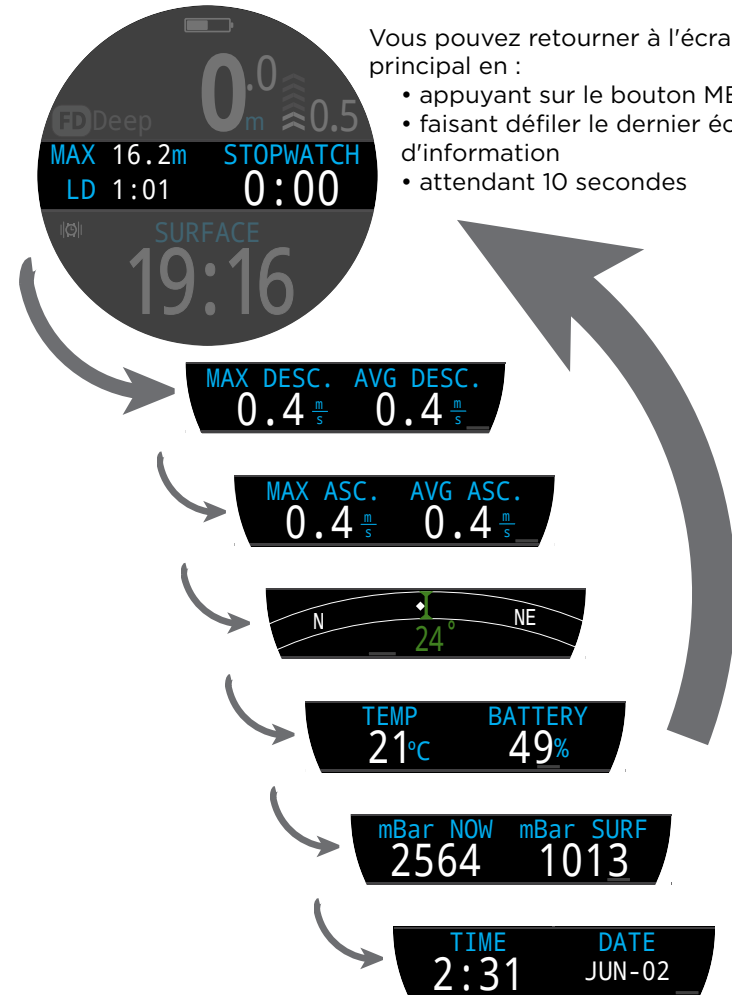 Vous pouvez retourner à l'écra
principal en :
• appuyant sur le bouton ME
• faisant défiler le dernier éc
d'information
• attendant 10 secondes
0.0 m 0.5
FD Deep
MAX 16.2m STOPWATCH
LD 1:01 0:00
SURFACE
19:16
MAX DESC. AVG DESC.
0.4 m/s 0.4 m/s
MAX ASC. AVG ASC.
0.4 m/s 0.4 m/s
N NE
24°
TEMP BATTERY
21°C 49%
mBar NOW mBar SURF
2564 1013
TIME DATE
2:31 JUN-02